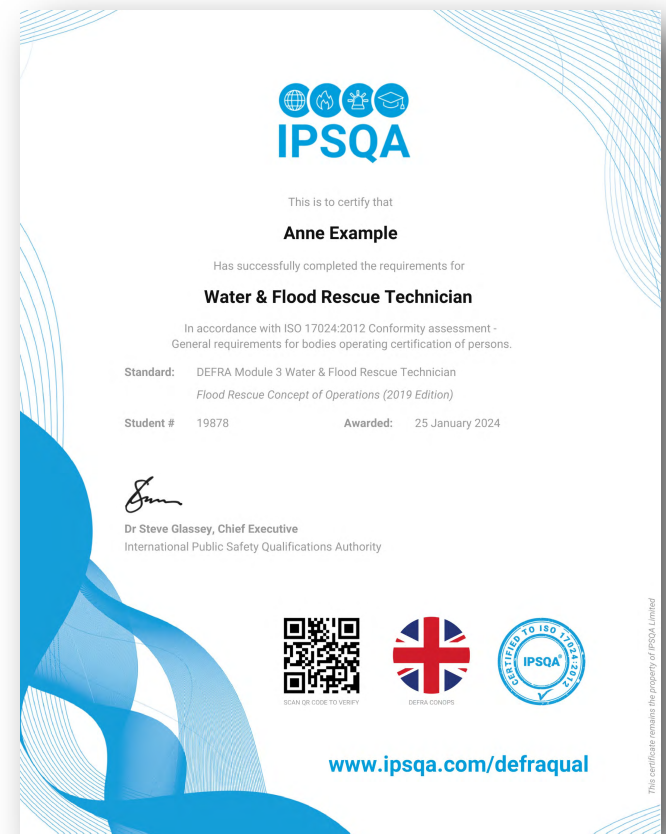 IPSQA
This is to certify that
Anne Example
Has successfully completed the requirements for
Water & Flood Rescue Technician
In accordance with ISO 17024:2012 Conformity assessment -
General requirements for bodies operating certification of persons.
Standard: DEFRA Module 3 Water & Flood Rescue Technician
Flood Rescue Concept of Operations (2019 Edition)
Student # 19878 Awarded: 25 January 2024
Dr Steve Glassey, Chief Executive
International Public Safety Qualifications Authority
SCAN QR CODE TO VERIFY
DEFRA CONOPS
CERTIFIED TO ISO 17024:2012
IPSQA®
www.ipsqa.com/defraqual
This certificate remains the property of IPSQA Limited